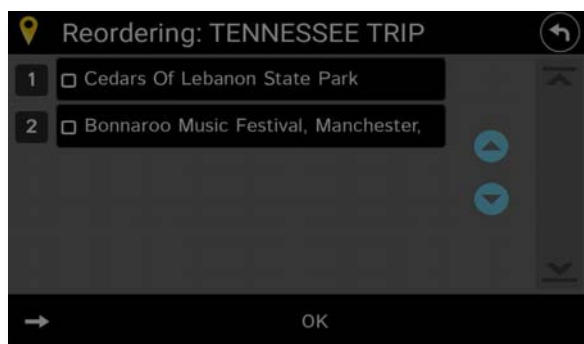 Reordering: TENNESSEE TRIP
1 Cedars Of Lebanon State Park
2 Bonnaroo Music Festival, Manchester,
OK